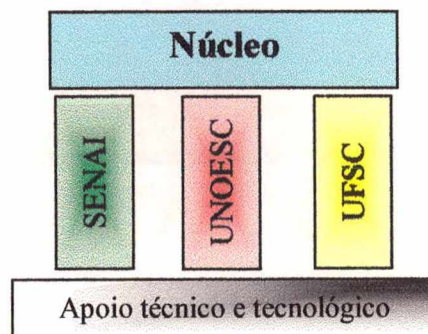 Núcleo
SENAI
UNOESC
UFSC
Apoio técnico e tecnológico